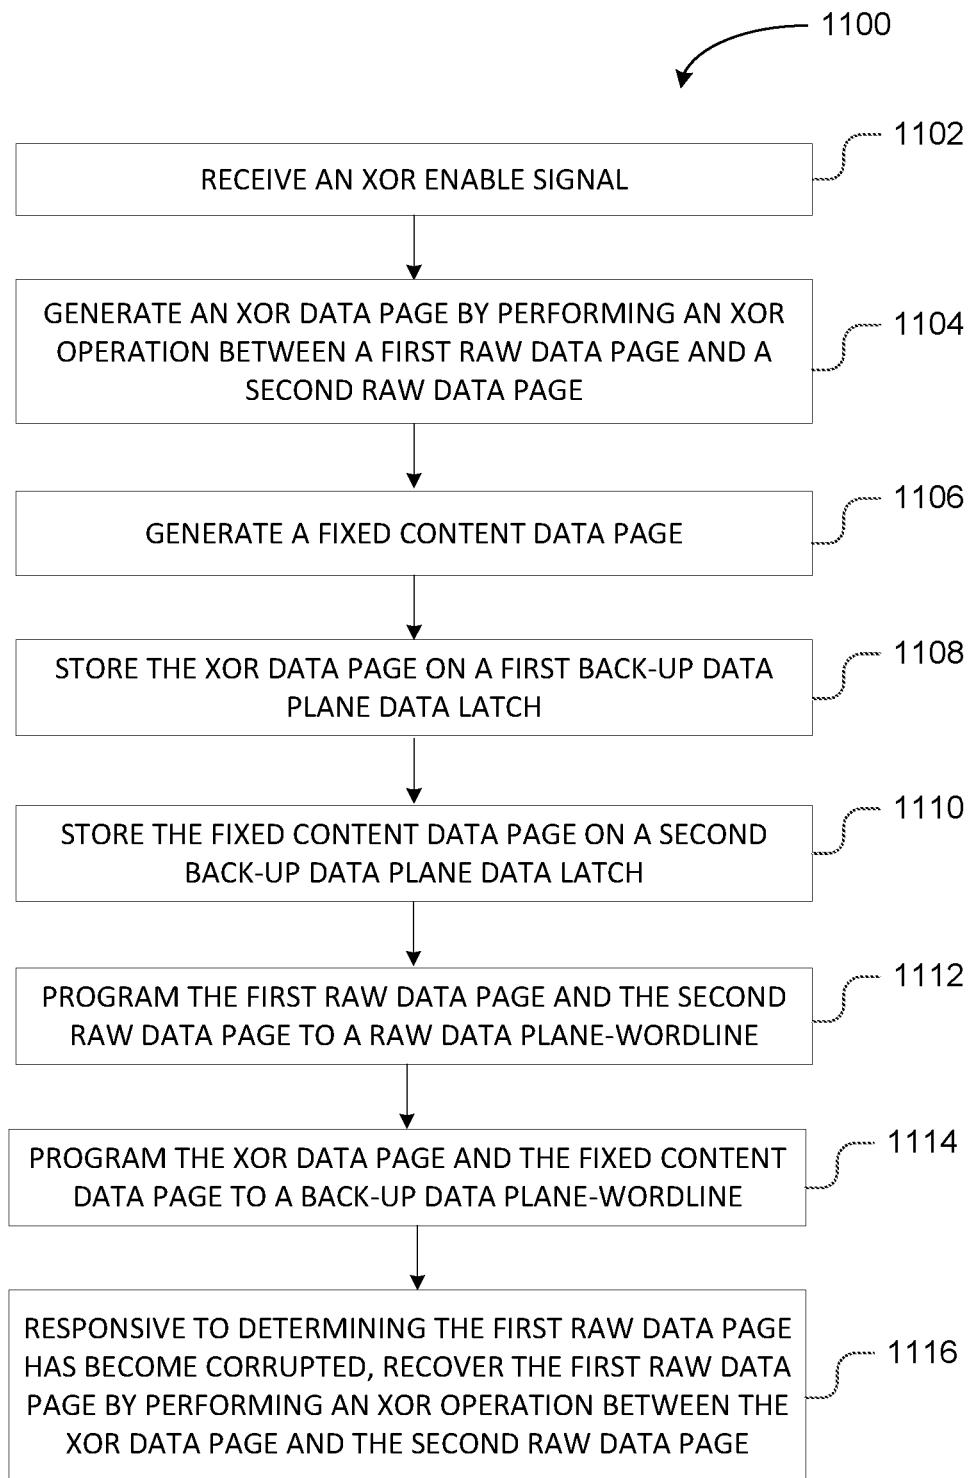 1100
1102
RECEIVE AN XOR ENABLE SIGNAL
GENERATE AN XOR DATA PAGE BY PERFORMING AN XOR
OPERATION BETWEEN A FIRST RAW DATA PAGE AND A
SECOND RAW DATA PAGE
1104
1106
GENERATE A FIXED CONTENT DATA PAGE
STORE THE XOR DATA PAGE ON A FIRST BACK-UP DATA
PLANE DATA LATCH
1108
STORE THE FIXED CONTENT DATA PAGE ON A SECOND
BACK-UP DATA PLANE DATA LATCH
1110
PROGRAM THE FIRST RAW DATA PAGE AND THE SECOND
RAW DATA PAGE TO A RAW DATA PLANE-WORDLINE
1112
PROGRAM THE XOR DATA PAGE AND THE FIXED CONTENT
DATA PAGE TO A BACK-UP DATA PLANE-WORDLINE
1114
RESPONSIVE TO DETERMINING THE FIRST RAW DATA PAGE
HAS BECOME CORRUPTED, RECOVER THE FIRST RAW DATA
PAGE BY PERFORMING AN XOR OPERATION BETWEEN THE
XOR DATA PAGE AND THE SECOND RAW DATA PAGE
1116